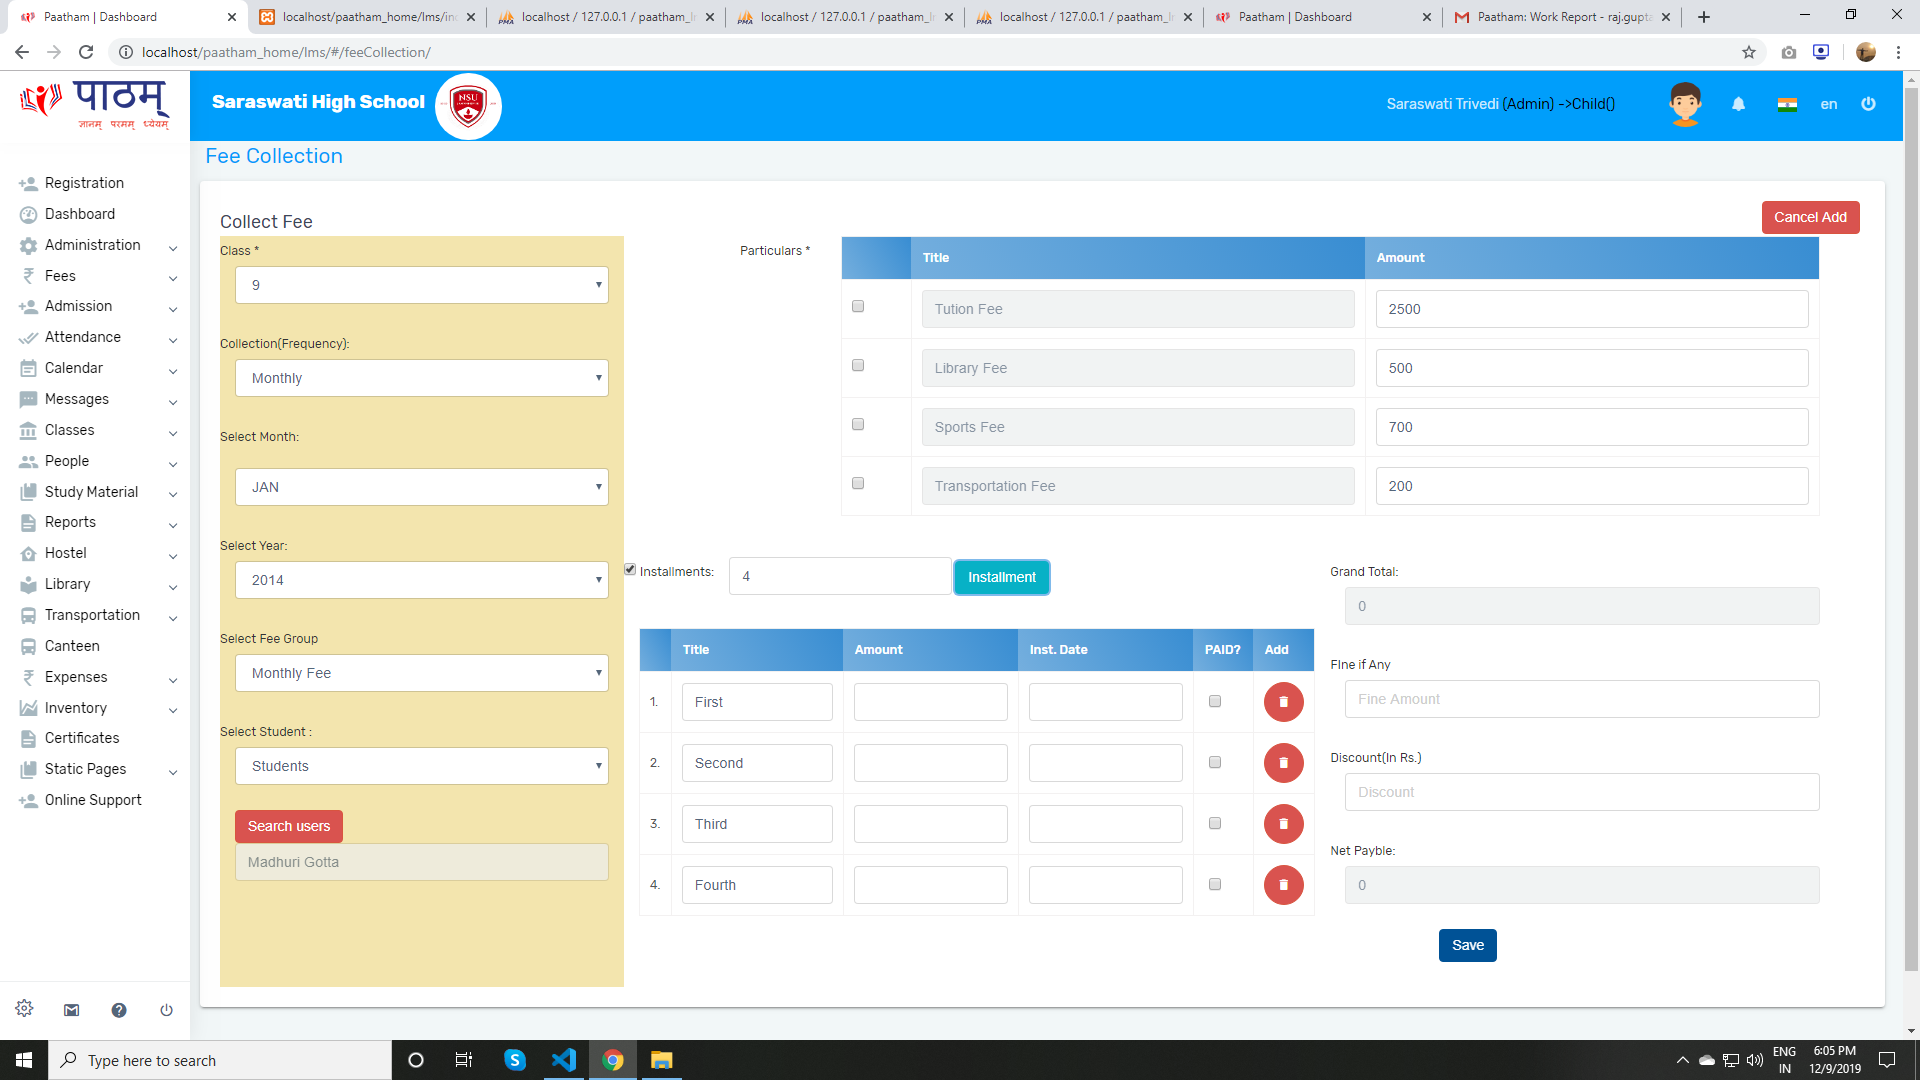 Paatham | Dashboard
localhost/paatham_home/lms/in
localhost / 127.0.0.1 / paatham_l
localhost / 127.0.0.1 / paatham_l
localhost / 127.0.0.1 / paatham_l
Paatham | Dashboard
Paatham: Work Report - raj.gupt
localhost/paatham_home/lms/#/feeCollection/
पाठम्
ज्ञानम् परमम् ध्येयम्
Saraswati High School
NSU
Saraswati Trivedi (Admin) ->Child()
en
Fee Collection
Registration
Dashboard
Administration
Fees
Admission
Attendance
Calendar
Messages
Classes
People
Study Material
Reports
Hostel
Library
Transportation
Canteen
Expenses
Inventory
Certificates
Static Pages
Online Support
Collect Fee
Cancel Add
Class *
9
Collection(Frequency):
Monthly
Select Month:
JAN
Select Year:
2014
Select Fee Group
Monthly Fee
Select Student :
Students
Search users
Madhuri Gotta
Particulars *
Title Amount
Tution Fee 2500
Library Fee 500
Sports Fee 700
Transportation Fee 200
Installments: 4 Installment
Title Amount Inst. Date PAID? Add
1. First
2. Second
3. Third
4. Fourth
Grand Total:
0
FIne if Any
Fine Amount
Discount(In Rs.)
Discount
Net Payble:
0
Save
Type here to search
ENG
IN
6:05 PM
12/9/2019